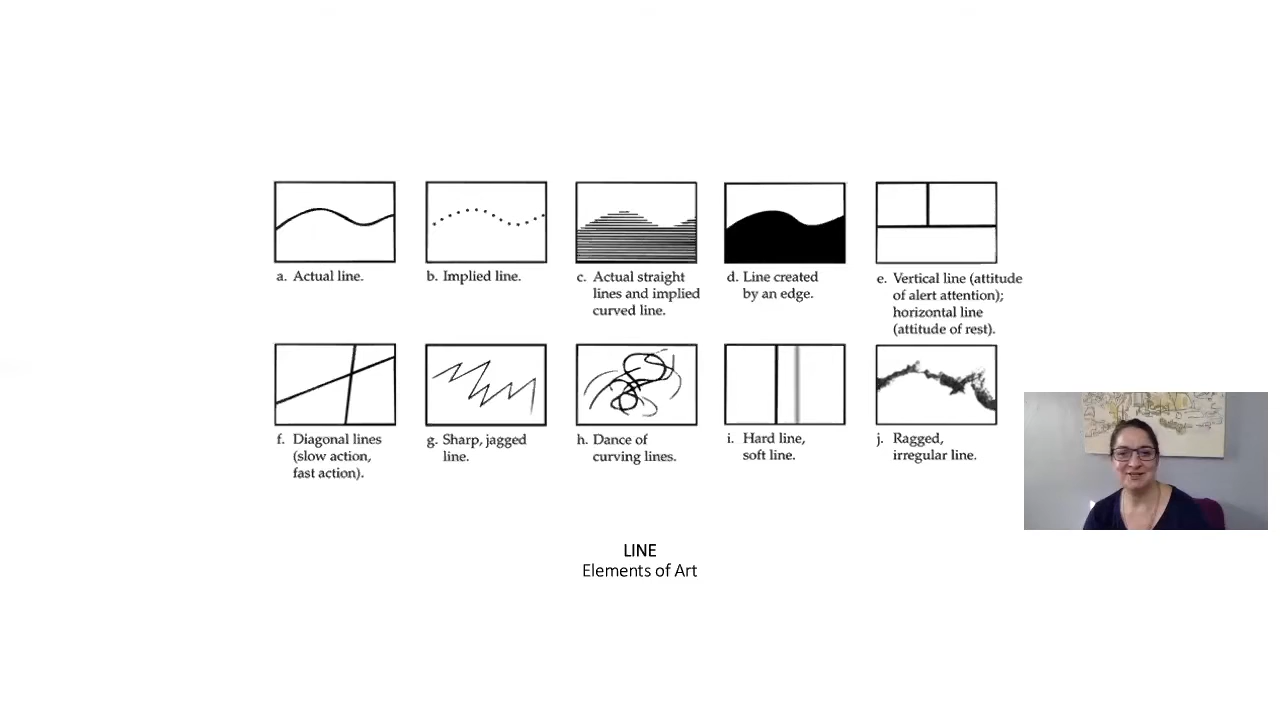 a. Actual line.
b. Implied line.
c. Actual straight
lines and implied
curved line.
d. Line created
by an edge.
e. Vertical line (attitude
of alert attention);
horizontal line
(attitude of rest).
f. Diagonal lines
(slow action,
fast action).
g. Sharp, jagged
line.
h. Dance of
curving lines.
i. Hard line,
soft line.
j. Ragged,
irregular line.
LINE
Elements of Art